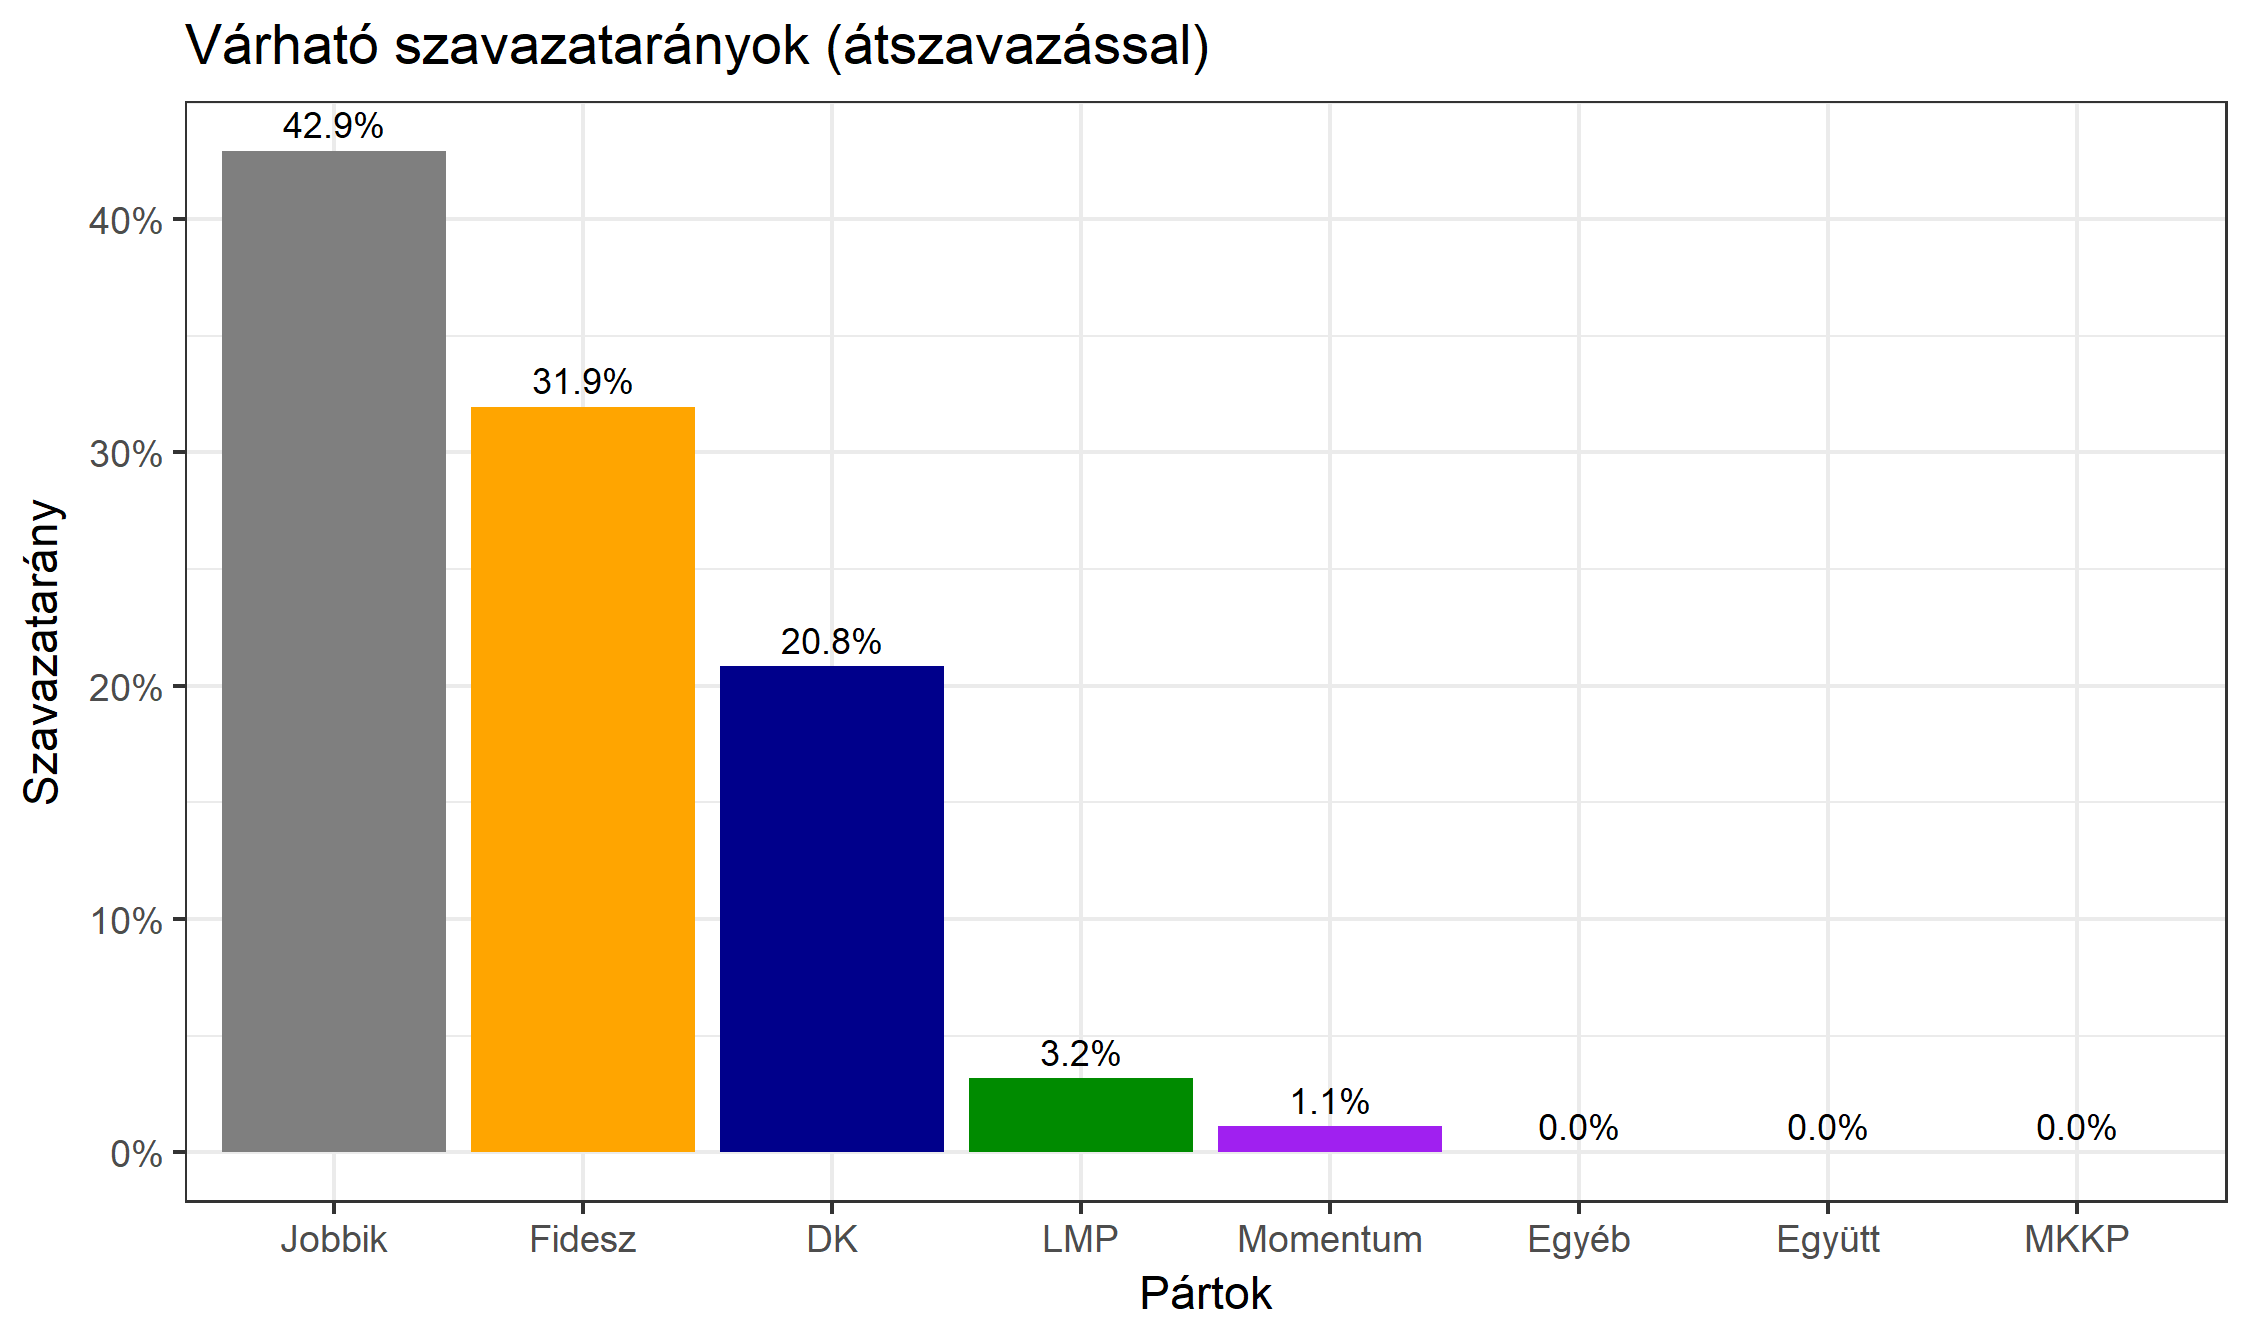 Várható szavazatarányok (átszavazással)
42.9%
31.9%
20.8%
3.2%
1.1%
0.0%
0.0%
0.0%
40%
30%
20%
10%
0%
Szavazatarány
Jobbik
Fidesz
DK
LMP
Momentum
Egyéb
Együtt
MKKP
Pártok